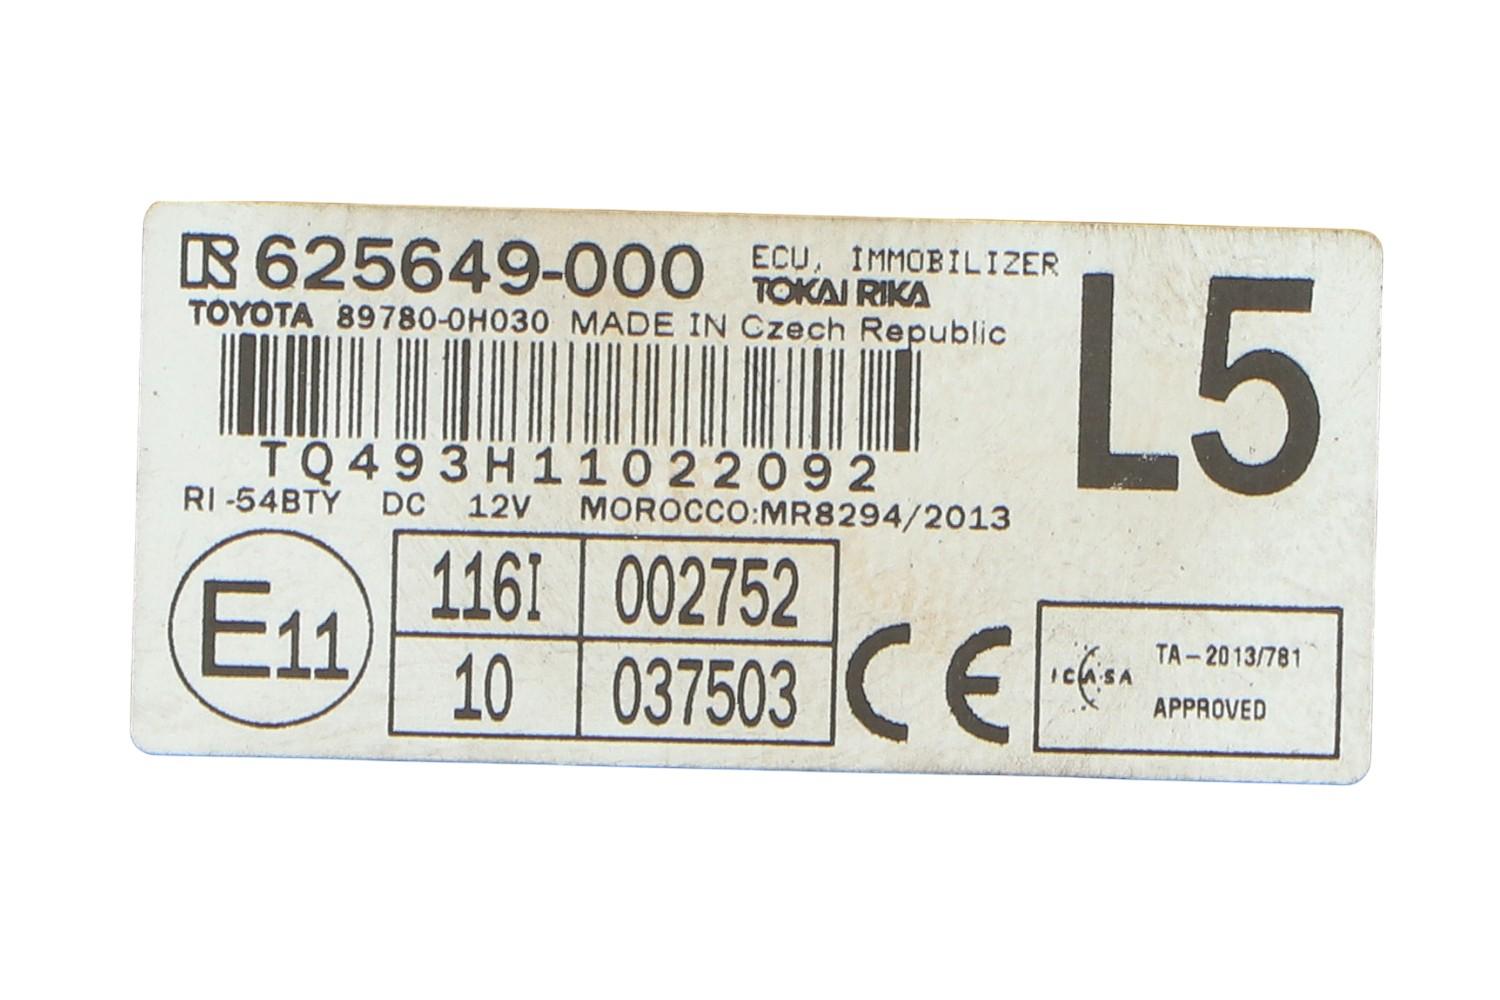 625649-000 ECU, IMMOBILIZER
TOKAI RIKA
L5
TOYOTA 89780-0H030 MADE IN Czech Republic
TQ493H11022092
RI-54BTY DC 12V MOROCCO:MR8294/2013
E11
116I 002752
10 037503
CE
ICASA
TA-2013/781
APPROVED